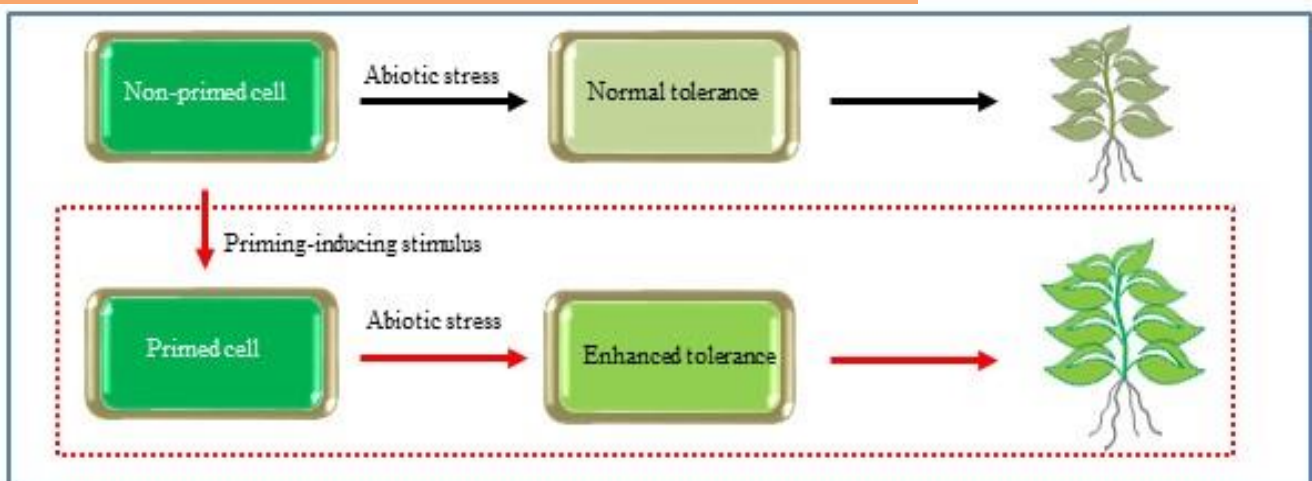 Non-primed cell
Abiotic stress
Normal tolerance
Priming-inducing stimulus
Primed cell
Abiotic stress
Enhanced tolerance